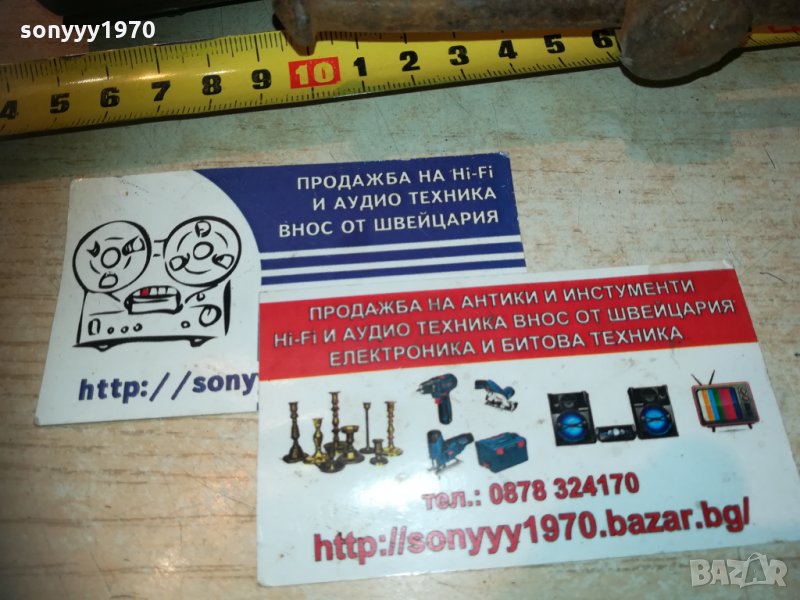 sonyyy1970
4 5 6 7 8 9 10 1 2 3 4 5 6
ПРОДАЖБА НА Hi-Fi
И АУДИО ТЕХНИКА
ВНОС ОТ ШВЕЙЦАРИЯ
http://sony
ПРОДАЖБА НА АНТИКИ И ИНСТУМЕНТИ
Hi-Fi И АУДИО ТЕХНИКА ВНОС ОТ ШВЕЙЦАРИЯ
ЕЛЕКТРОНИКА И БИТОВА ТЕХНИКА
тел.: 0878 324170
http://sonyyy1970.bazar.bg/
BAZAR